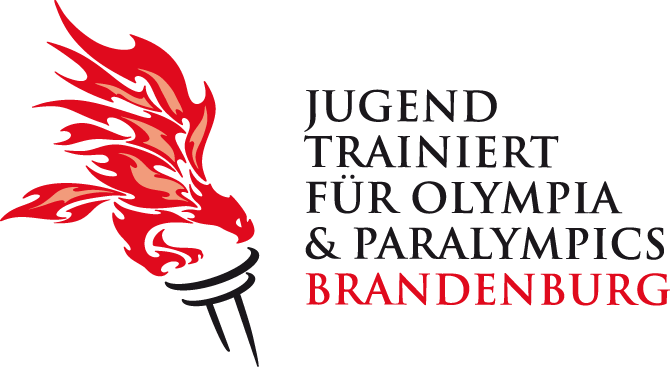 JUGEND
TRAINIERT
FÜR OLYMPIA
& PARALYMPICS
BRANDENBURG